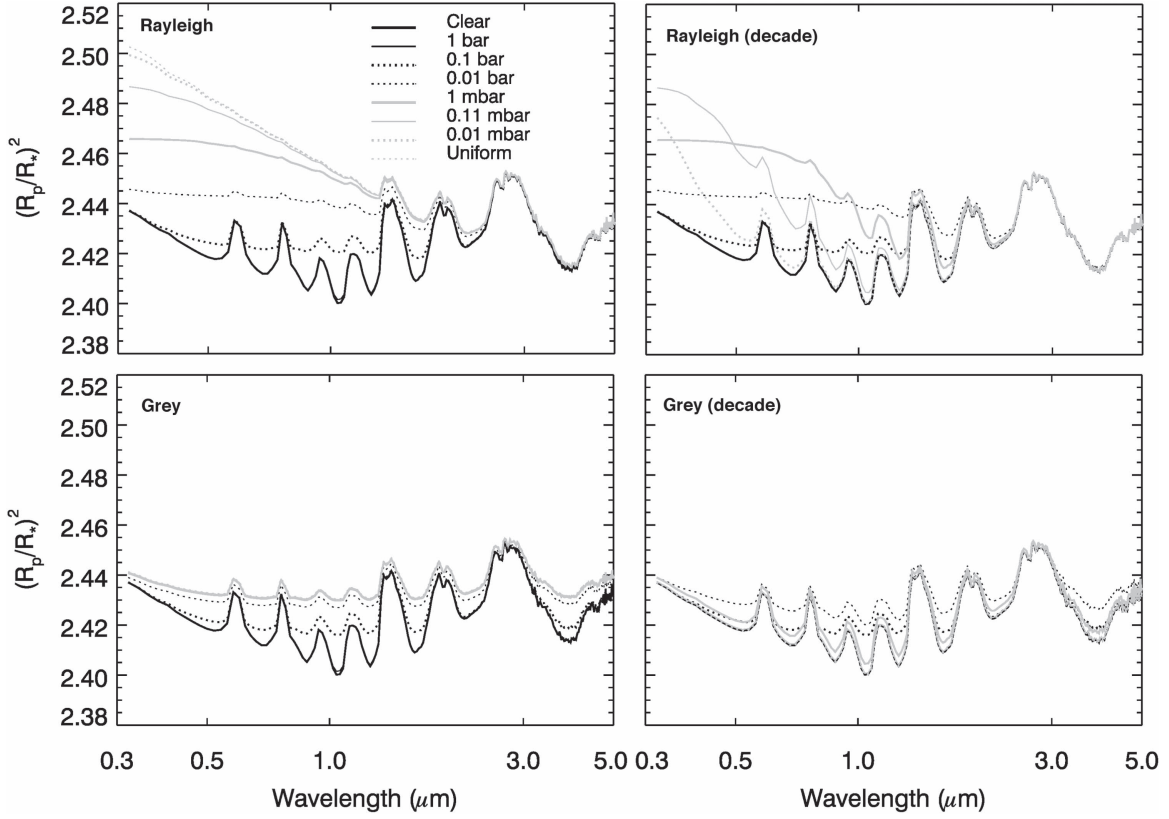 2.52
2.50
2.48
2.46
2.44
2.42
2.40
2.38
(Rp/R*)²
Rayleigh
Clear
1 bar
0.1 bar
0.01 bar
1 mbar
0.11 mbar
0.01 mbar
Uniform
Rayleigh (decade)
2.52
2.50
2.48
2.46
2.44
2.42
2.40
2.38
(Rp/R*)²
Grey
Grey (decade)
0.3 0.5 1.0 3.0 5.0 0.3 0.5 1.0 3.0 5.0
Wavelength (μm) Wavelength (μm)